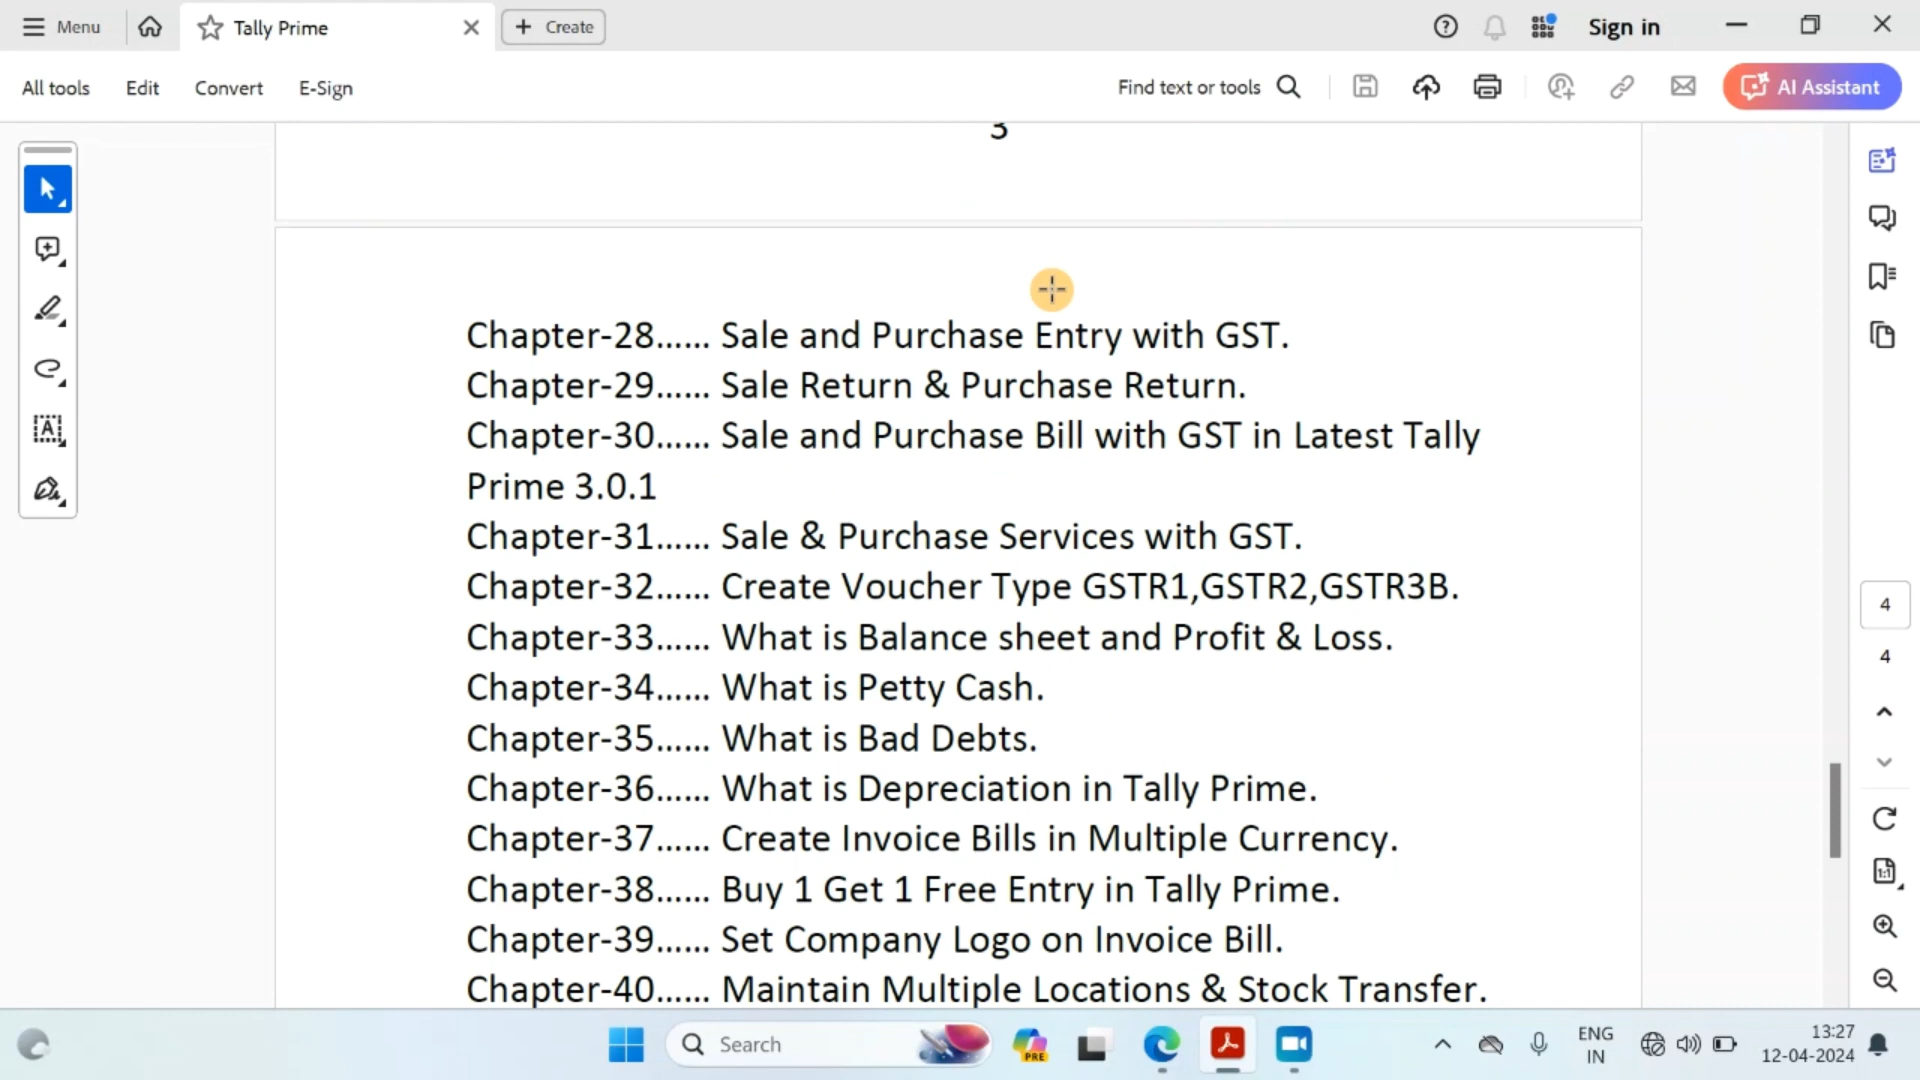 Menu
Tally Prime
Create
Sign in
All tools
Edit
Convert
E-Sign
Find text or tools
AI Assistant
3
Chapter-28...... Sale and Purchase Entry with GST.
Chapter-29...... Sale Return & Purchase Return.
Chapter-30...... Sale and Purchase Bill with GST in Latest Tally
Prime 3.0.1
Chapter-31...... Sale & Purchase Services with GST.
Chapter-32...... Create Voucher Type GSTR1,GSTR2,GSTR3B.
Chapter-33...... What is Balance sheet and Profit & Loss.
Chapter-34...... What is Petty Cash.
Chapter-35...... What is Bad Debts.
Chapter-36...... What is Depreciation in Tally Prime.
Chapter-37...... Create Invoice Bills in Multiple Currency.
Chapter-38...... Buy 1 Get 1 Free Entry in Tally Prime.
Chapter-39...... Set Company Logo on Invoice Bill.
Chapter-40...... Maintain Multiple Locations & Stock Transfer.
4
4
1:1
Search
PRE
ENG
IN
13:27
12-04-2024